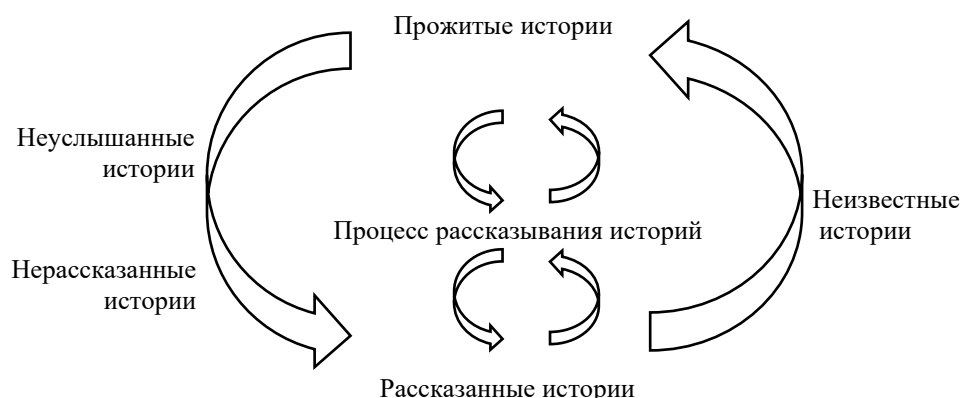 Прожитые истории
Неуслышанные
истории
Неизвестные
истории
Процесс рассказывания историй
Нерассказанные
истории
Рассказанные истории